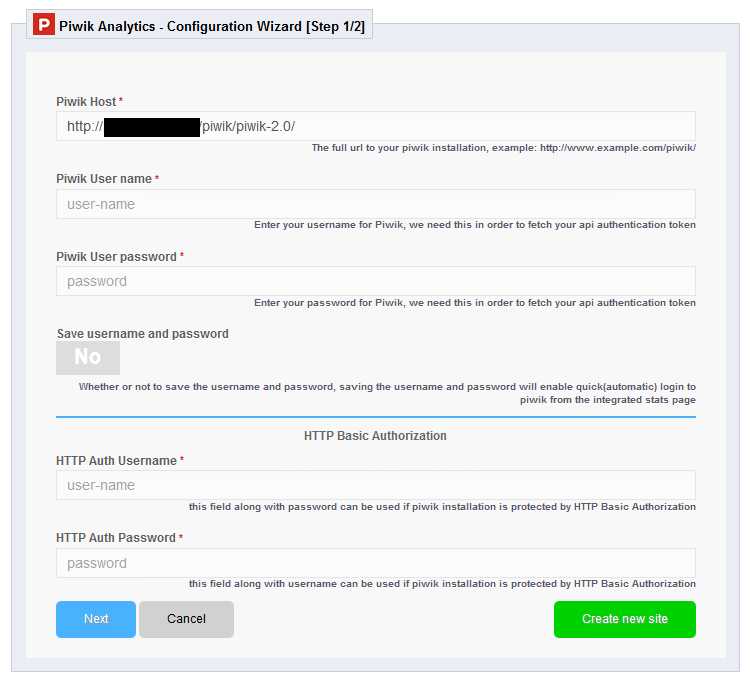 P Piwik Analytics - Configuration Wizard [Step 1/2]
Piwik Host *
http:// /piwik/piwik-2.0/
The full url to your piwik installation, example: http://www.example.com/piwik/
Piwik User name *
user-name
Enter your username for Piwik, we need this in order to fetch your api authentication token
Piwik User password *
password
Enter your password for Piwik, we need this in order to fetch your api authentication token
Save username and password
No
Whether or not to save the username and password, saving the username and password will enable quick(automatic) login to
piwik from the integrated stats page
HTTP Basic Authorization
HTTP Auth Username *
user-name
this field along with password can be used if piwik installation is protected by HTTP Basic Authorization
HTTP Auth Password *
password
this field along with username can be used if piwik installation is protected by HTTP Basic Authorization
Next Cancel Create new site